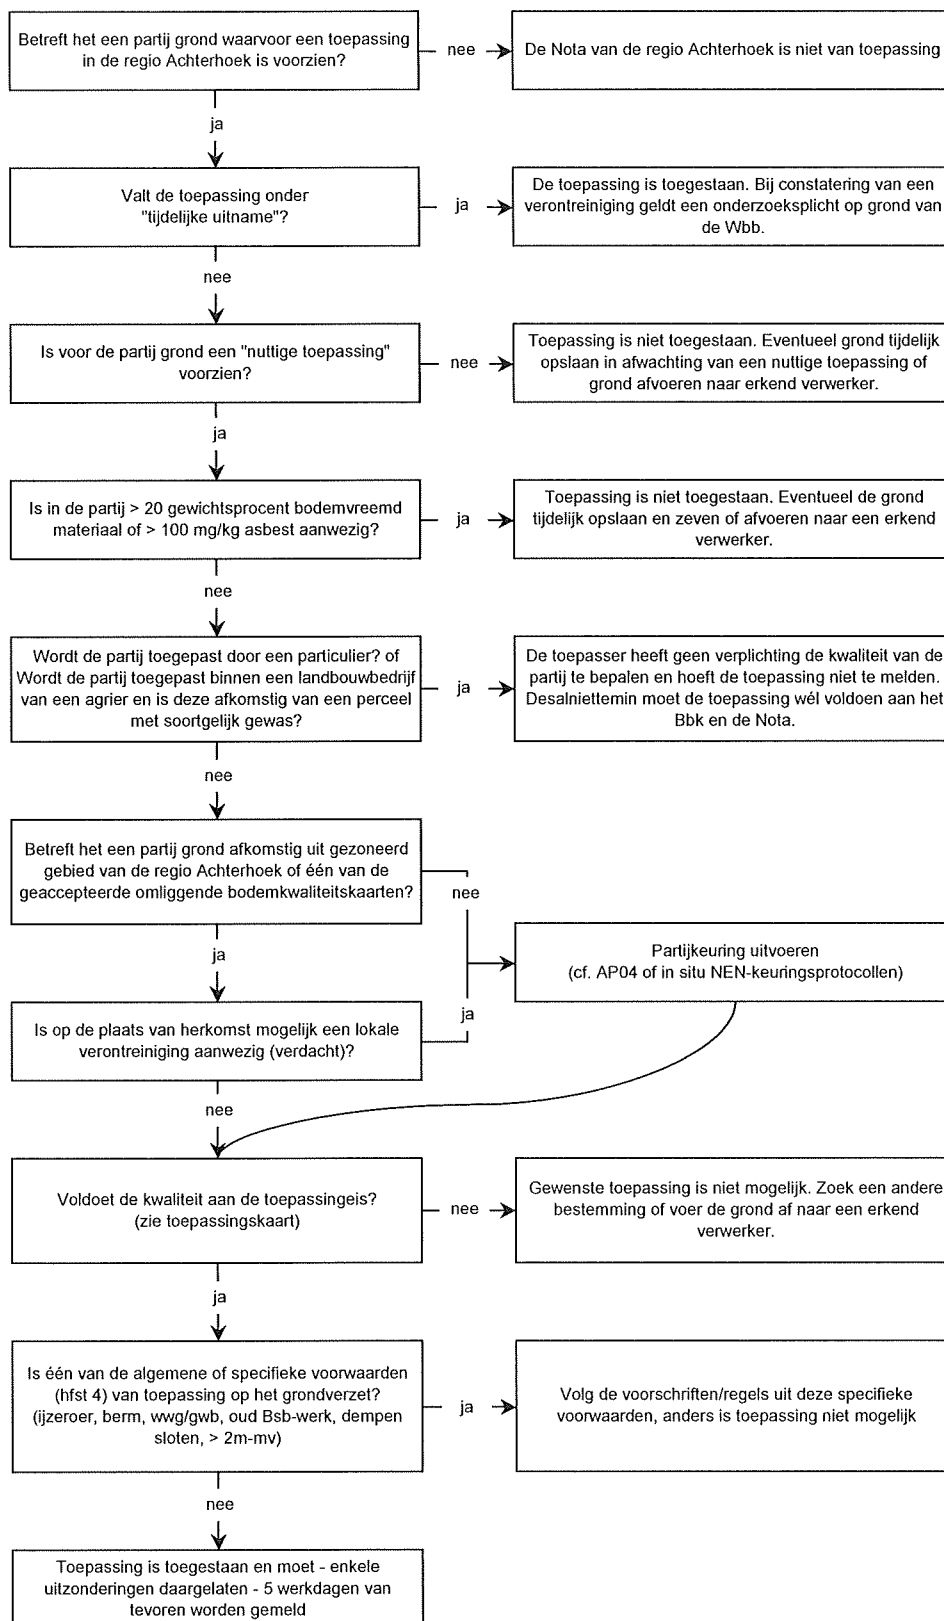 Betreft het een partij grond waarvoor een toepassing
in de regio Achterhoek is voorzien?
nee
De Nota van de regio Achterhoek is niet van toepassing
ja
Valt de toepassing onder
"tijdelijke uitname"?
ja
De toepassing is toegestaan. Bij constatering van een
verontreiniging geldt een onderzoeksplicht op grond van
de Wbb.
nee
Is voor de partij grond een "nuttige toepassing"
voorzien?
nee
Toepassing is niet toegestaan. Eventueel grond tijdelijk
opslaan in afwachting van een nuttige toepassing of
grond afvoeren naar erkend verwerker.
ja
Is in de partij > 20 gewichtsprocent bodemvreemd
materiaal of > 100 mg/kg asbest aanwezig?
ja
Toepassing is niet toegestaan. Eventueel de grond
tijdelijk opslaan en zeven of afvoeren naar een erkend
verwerker.
nee
Wordt de partij toegepast door een particulier? of
Wordt de partij toegepast binnen een landbouwbedrijf
van een agrier en is deze afkomstig van een perceel
met soortgelijk gewas?
ja
De toepasser heeft geen verplichting de kwaliteit van de
partij te bepalen en hoeft de toepassing niet te melden.
Desalniettemin moet de toepassing wél voldoen aan het
Bbk en de Nota.
nee
Betreft het een partij grond afkomstig uit gezoneerd
gebied van de regio Achterhoek of één van de
geaccepteerde omliggende bodemkwaliteitskaarten?
nee
ja
Partijkeuring uitvoeren
(cf. AP04 of in situ NEN-keuringsprotocollen)
Is op de plaats van herkomst mogelijk een lokale
verontreiniging aanwezig (verdacht)?
ja
nee
Voldoet de kwaliteit aan de toepassingeis?
(zie toepassingskaart)
nee
Gewenste toepassing is niet mogelijk. Zoek een andere
bestemming of voer de grond af naar een erkend
verwerker.
ja
Is één van de algemene of specifieke voorwaarden
(hfst 4) van toepassing op het grondverzet?
(ijzeroer, berm, wwg/gwb, oud Bsb-werk, dempen
sloten, > 2m-mv)
ja
Volg de voorschriften/regels uit deze specifieke
voorwaarden, anders is toepassing niet mogelijk
nee
Toepassing is toegestaan en moet - enkele
uitzonderingen daargelaten - 5 werkdagen van
tevoren worden gemeld